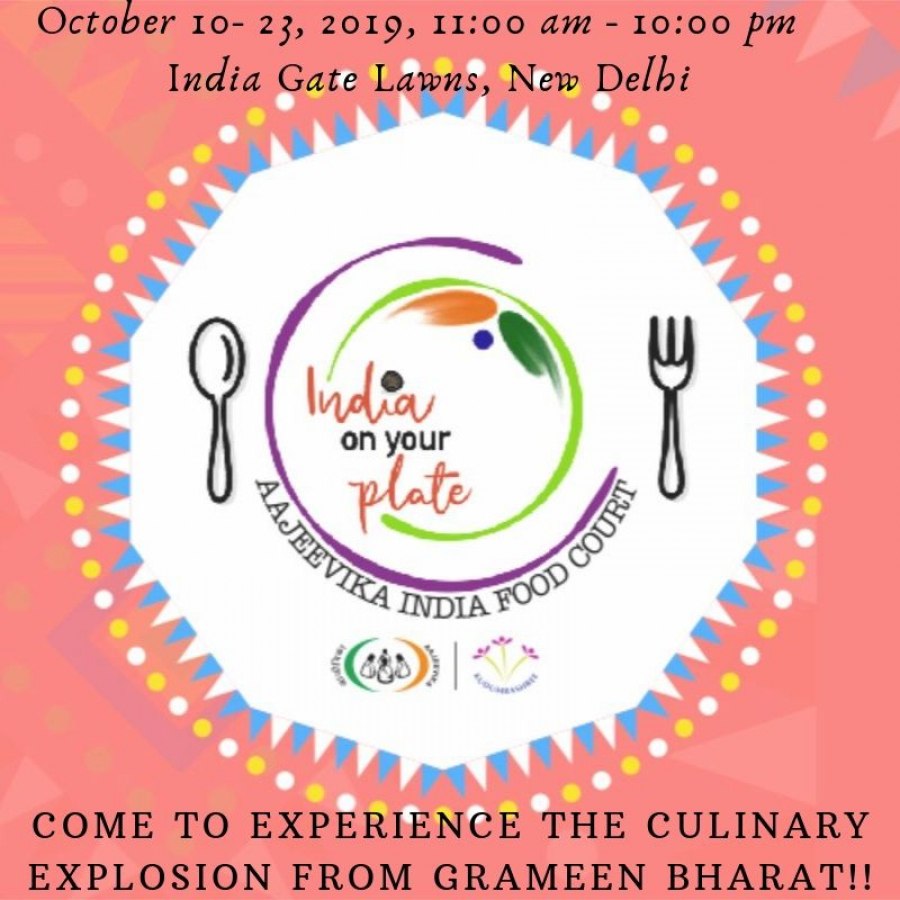 October 10- 23, 2019, 11:00 am - 10:00 pm
India Gate Lawns, New Delhi
India
on your
plate
AAJEEVIKA INDIA FOOD COURT
KUDUMBASHREE
COME TO EXPERIENCE THE CULINARY
EXPLOSION FROM GRAMEEN BHARAT!!